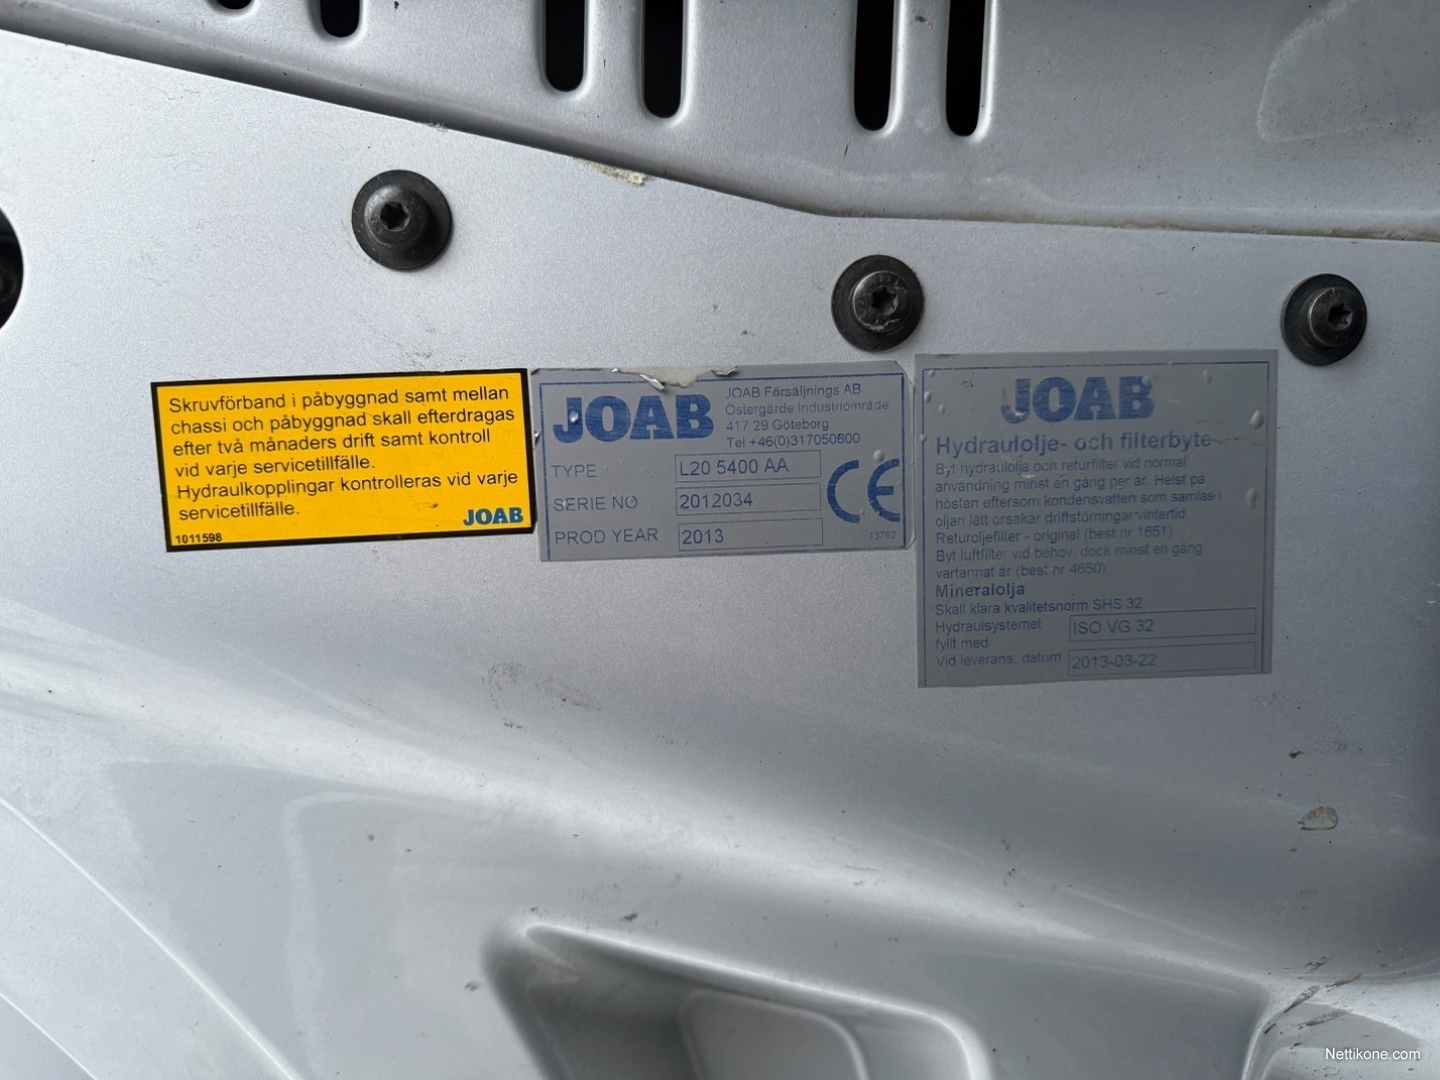 Skruvförband i påbyggnad samt mellan
chassi och påbyggnad skall efterdragas
efter två månaders drift samt kontroll
vid varje servicetillfälle.
Hydraulkopplingar kontrolleras vid varje
servicetillfälle.
JOAB
1011598
JOAB
JOAB Försäljnings AB
Östergärde Industriområde
417 29 Göteborg
Tel +46(0)317050600
TYPE L20 5400 AA
SERIE NO 2012034
PROD YEAR 2013
CE
13762
JOAB
Hydraulolje- och filterbyte
Byt hydraulolja och returfilter vid normal
användning minst en gång per år. Helst på
hösten eftersom kondensvatten som samlas i
oljan lätt orsakar driftstörningar vintertid.
Returoljefilter - original (best nr 1651)
Byt luftfilter vid behov, dock minst en gång
vartannat år (best nr 4650)
Mineralolja
Skall klara kvalitetsnorm SHS 32
Hydraulsystemet
fyllt med ISO VG 32
Vid leverans, datum 2013-03-22
Nettikone.com